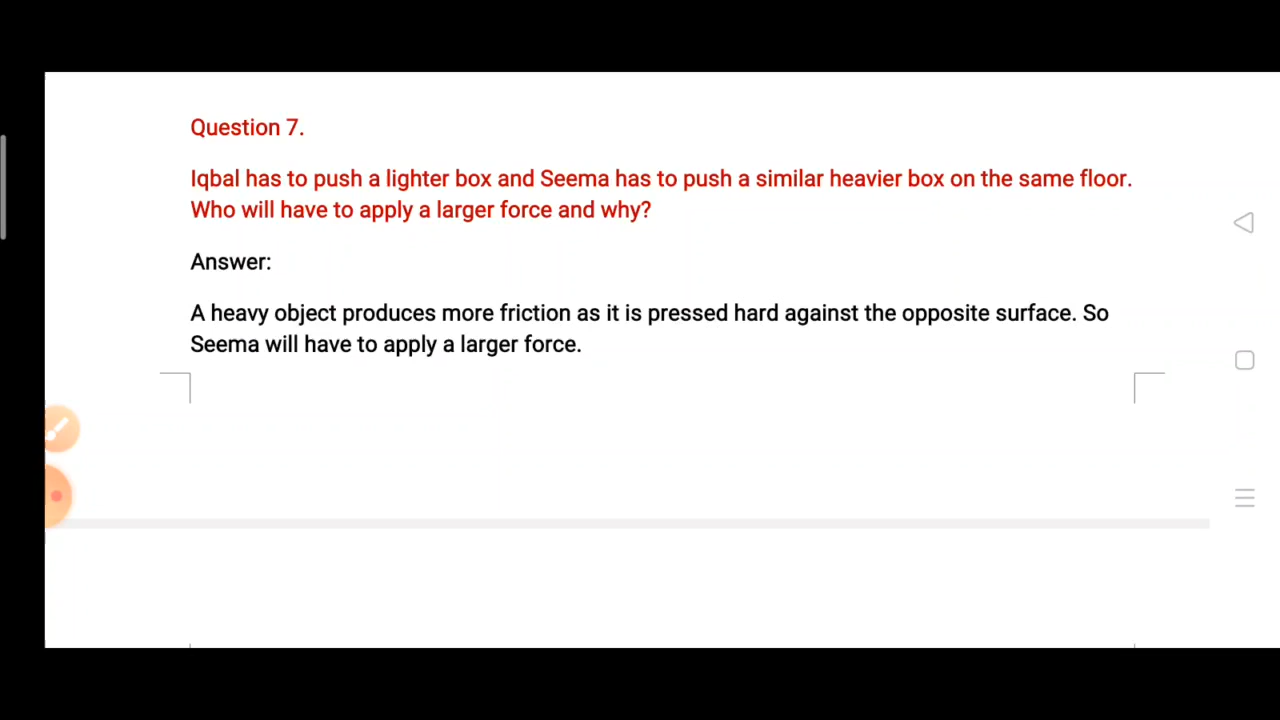 Question 7.
Iqbal has to push a lighter box and Seema has to push a similar heavier box on the same floor.
Who will have to apply a larger force and why?
Answer:
A heavy object produces more friction as it is pressed hard against the opposite surface. So
Seema will have to apply a larger force.